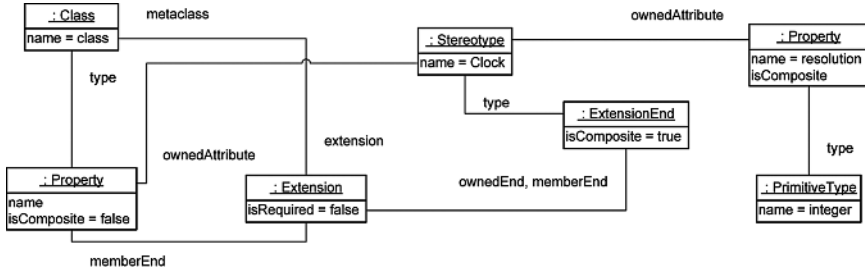 : Class
name = class
metaclass
ownedAttribute
: Stereotype
name = Clock
: Property
name = resolution
isComposite
type
type
: ExtensionEnd
isComposite = true
ownedAttribute
extension
type
: Property
name
isComposite = false
: Extension
isRequired = false
ownedEnd, memberEnd
: PrimitiveType
name = integer
memberEnd